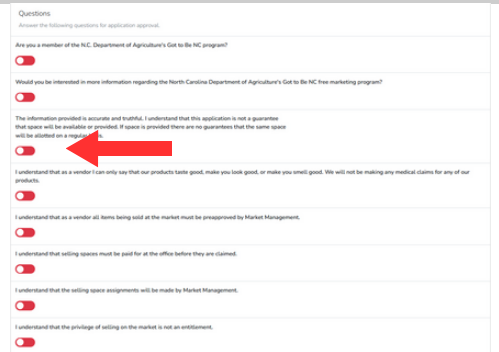 Questions
Answer the following questions for application approval.
Are you a member of the N.C. Department of Agriculture's Got to Be NC program?
Would you be interested in more information regarding the North Carolina Department of Agriculture's Got to Be NC free marketing program?
The information provided is accurate and truthful. I understand that this application is not a guarantee
that space will be available or provided. If space is provided there are no guarantees that the same space
will be allotted on a regular
I understand that as a vendor I can only say that our products taste good, make you look good, or make you smell good. We will not be making any medical claims for any of our
products.
I understand that as a vendor all items being sold at the market must be preapproved by Market Management.
I understand that selling spaces must be paid for at the office before they are claimed.
I understand that the selling space assignments will be made by Market Management.
I understand that the privilege of selling on the market is not an entitlement.